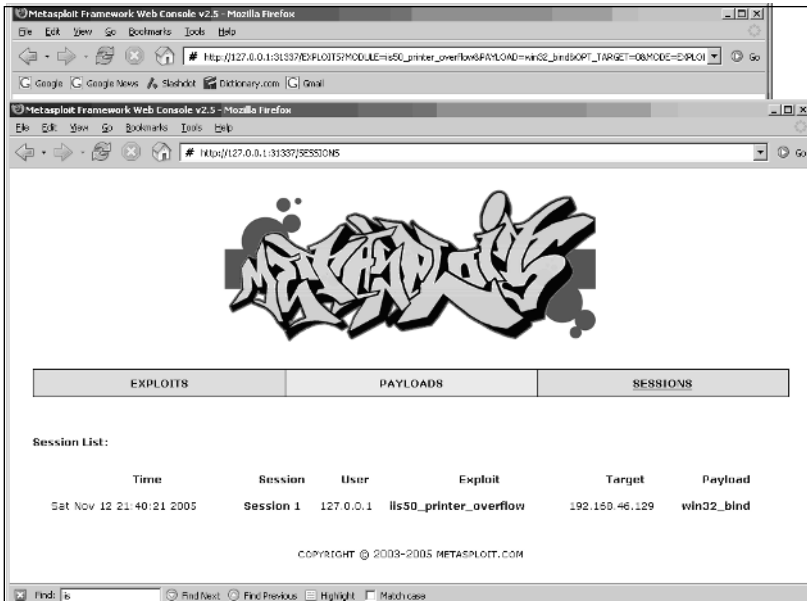 Metasploit Framework Web Console v2.5 - Mozilla Firefox
File Edit View Go Bookmarks Tools Help
http://127.0.0.1:31337/EXPLOITS?MODULE=iis50_printer_overflow&PAYLOAD=win32_bind&OPT_TARGET=0&MODE=EXPLOI
Go
Google Google News Slashdot Dictionary.com Gmail
Metasploit Framework Web Console v2.5 - Mozilla Firefox
File Edit View Go Bookmarks Tools Help
http://127.0.0.1:31337/SESSIONS
Go
METASPLOIT
EXPLOITS PAYLOADS SESSIONS
Session List:
Time Session User Exploit Target Payload
Sat Nov 12 21:40:21 2005 Session 1 127.0.0.1 iis50_printer_overflow 192.168.46.129 win32_bind
COPYRIGHT © 2003-2005 METASPLOIT.COM
Find: is Find Next Find Previous Highlight Match case